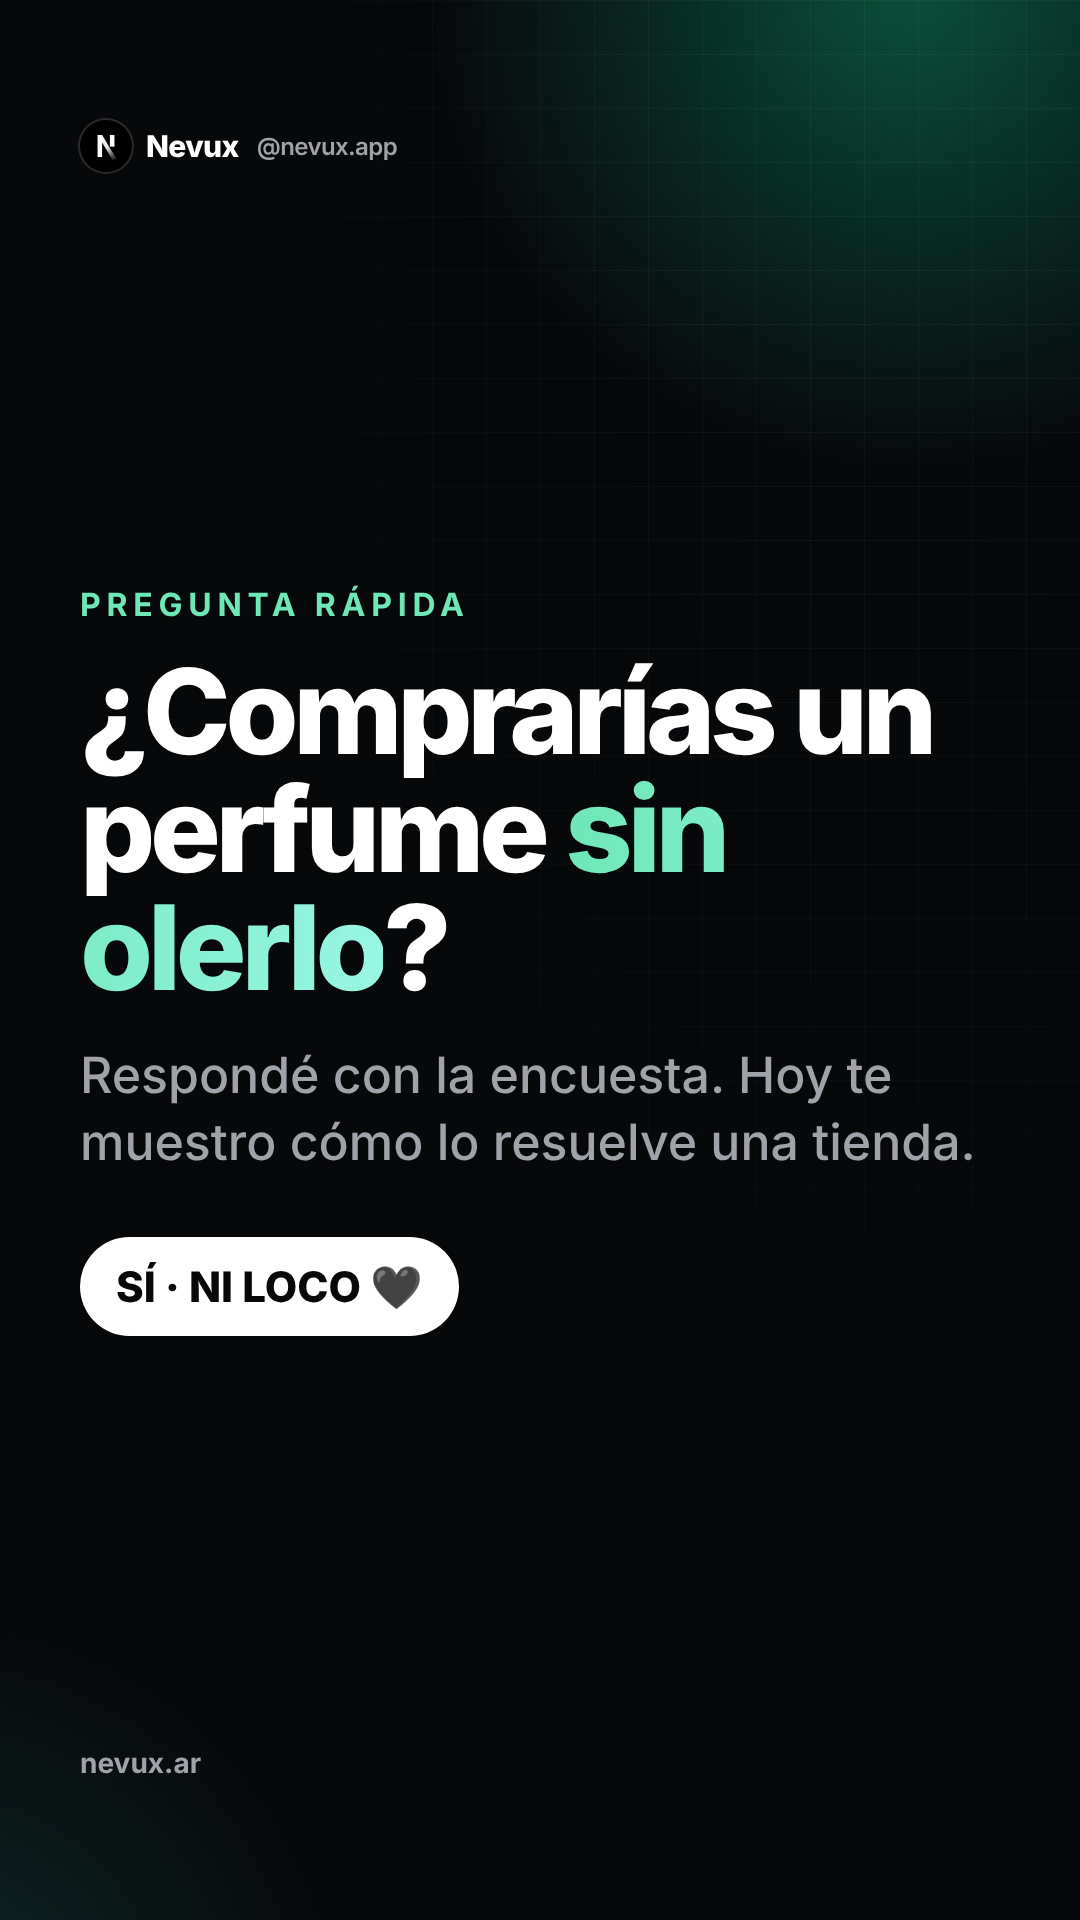 N Nevux @nevux.app
PREGUNTA RÁPIDA
¿Comprarías un
perfume sin
olerlo?
Respondé con la encuesta. Hoy te
muestro cómo lo resuelve una tienda.
SÍ · NI LOCO 🖤
nevux.ar